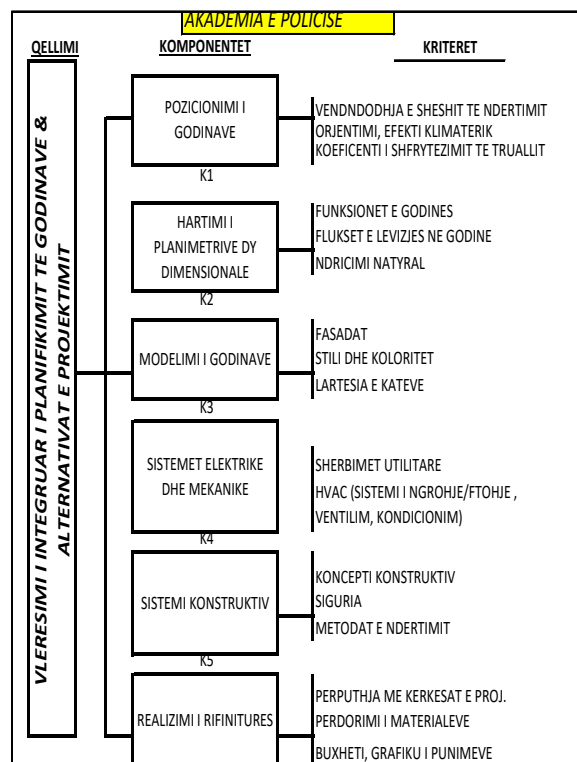 AKADEMIA E POLICISE
QELLIMI
KOMPONENTET
KRITERET
VLERESIMI I INTEGRUAR I PLANIFIKIMIT TE GODINAVE &
ALTERNATIVAT E PROJEKTIMIT
POZICIONIMI I
GODINAVE
K1
VENDNDODHJA E SHESHIT TE NDERTIMIT
ORJENTIMI, EFEKTI KLIMATERIK
KOEFICENTI I SHFRYTEZIMIT TE TRUALLIT
HARTIMI I
PLANIMETRIVE DY
DIMENSIONALE
K2
FUNKSIONET E GODINES
FLUKSET E LEVIZJES NE GODINE
NDRICIMI NATYRAL
MODELIMI I GODINAVE
K3
FASADAT
STILI DHE KOLORITET
LARTESIA E KATEVE
SISTEMET ELEKTRIKE
DHE MEKANIKE
K4
SHERBIMET UTILITARE
HVAC (SISTEMI I NGROHJE/FTOHJE ,
VENTILIM, KONDICIONIM)
SISTEMI KONSTRUKTIV
K5
KONCEPTI KONSTRUKTIV
SIGURIA
METODAT E NDERTIMIT
REALIZIMI I RIFINITURES
PERPUTHJA ME KERKESAT E PROJ.
PERDORIMI I MATERIALEVE
BUXHETI, GRAFIKU I PUNIMEVE